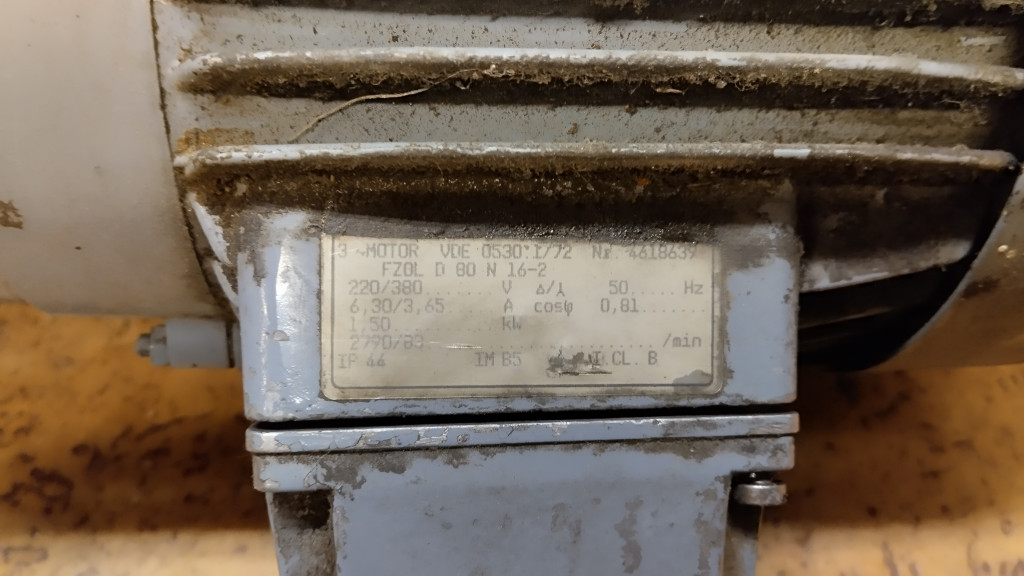 3 ~MOTOR VDE 0530 1/72 Nr. 4618639
FZOL D 80 N 16-2
220/380 ...... V Δ/⅄ 50 ..... Hz
6,30/3,65 A cosφ 0,81 .......
1,50 ........... kW
2790/83 ........................ /min
IP 44 IM B5 I CL. B